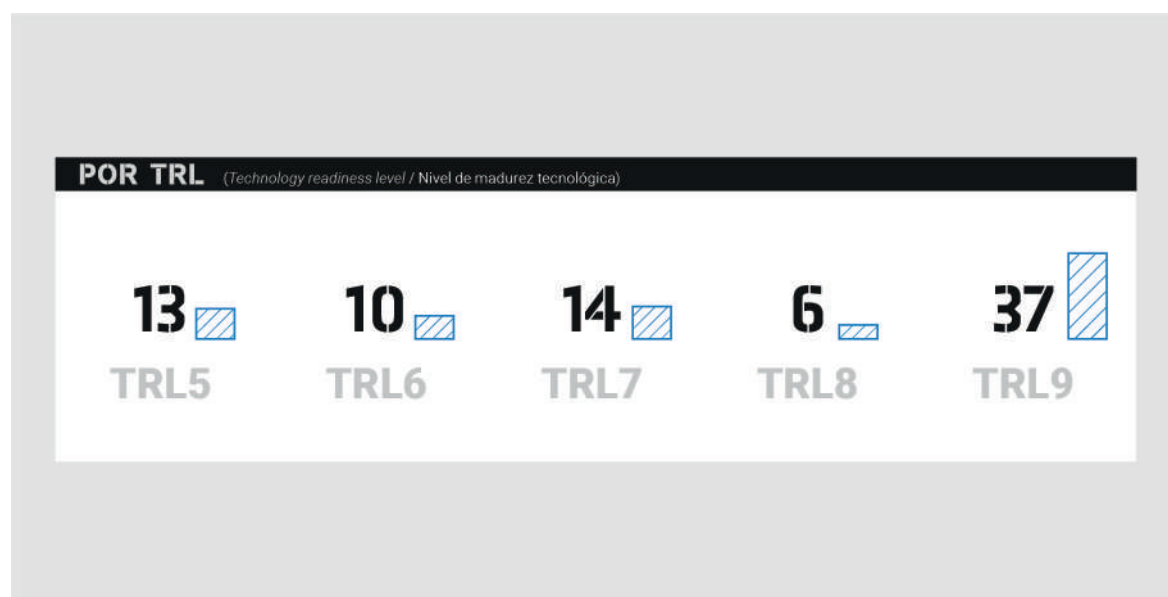 POR TRL (Technology readiness level / Nivel de madurez tecnológica)
13 10 14 6 37
TRL5 TRL6 TRL7 TRL8 TRL9